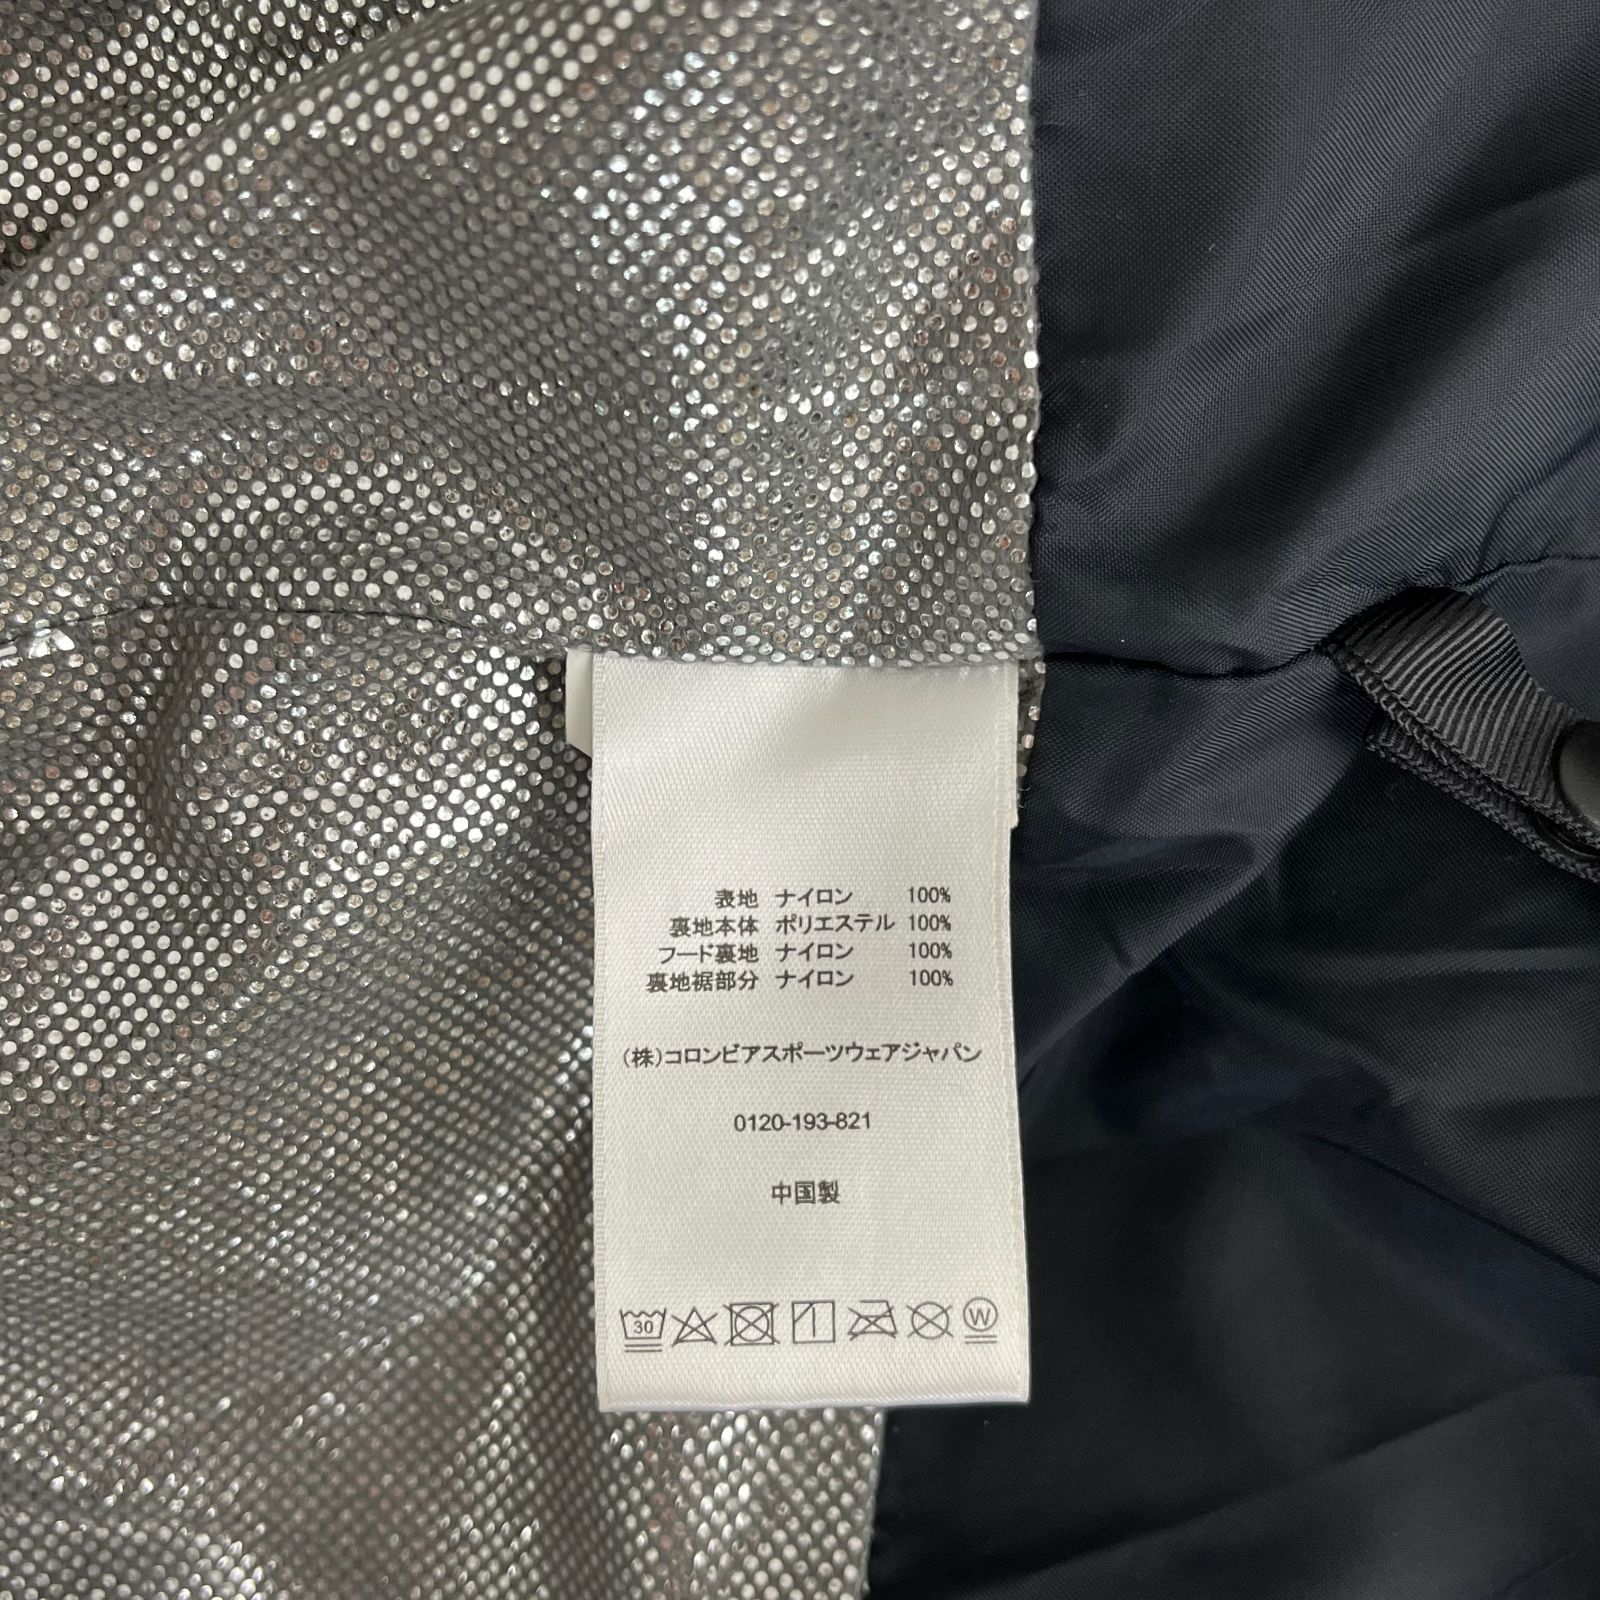 表地 ナイロン 100%
裏地本体 ポリエステル 100%
フード裏地 ナイロン 100%
裏地裾部分 ナイロン 100%
(株)コロンビアスポーツウェアジャパン
0120-193-821
中国製
30 W